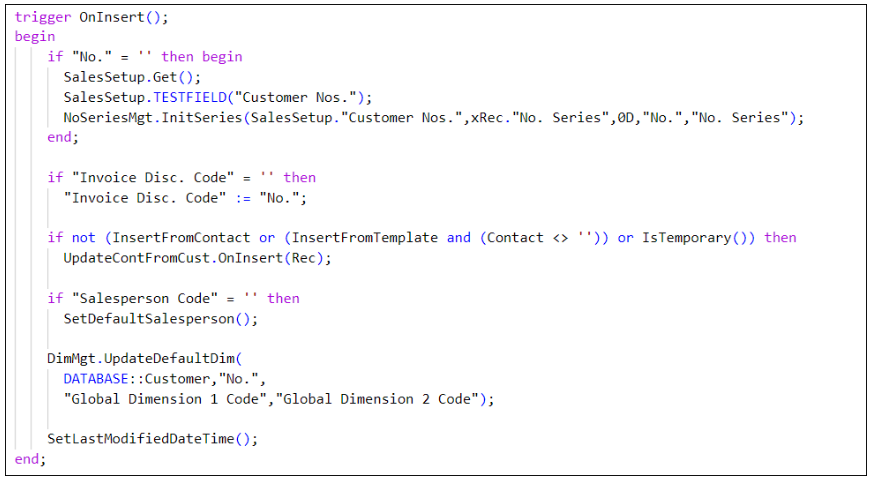 trigger OnInsert();
begin
    if "No." = '' then begin
      SalesSetup.Get();
      SalesSetup.TESTFIELD("Customer Nos.");
      NoSeriesMgt.InitSeries(SalesSetup."Customer Nos.",xRec."No. Series",0D,"No.","No. Series");
    end;

    if "Invoice Disc. Code" = '' then
      "Invoice Disc. Code" := "No.";

    if not (InsertFromContact or (InsertFromTemplate and (Contact <> '')) or IsTemporary()) then
      UpdateContFromCust.OnInsert(Rec);

    if "Salesperson Code" = '' then
      SetDefaultSalesperson();

    DimMgt.UpdateDefaultDim(
      DATABASE::Customer,"No.",
      "Global Dimension 1 Code","Global Dimension 2 Code");

    SetLastModifiedDateTime();
end;